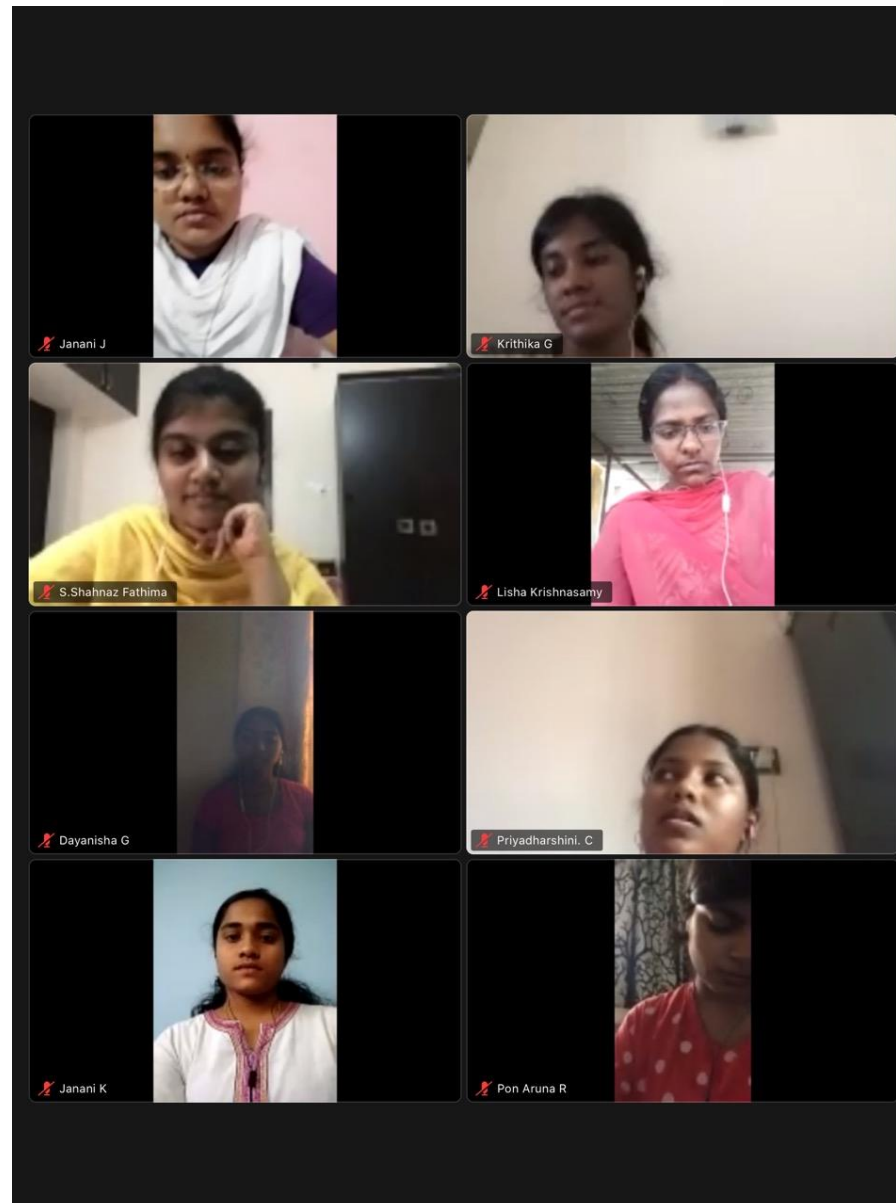 Janani J
Krithika G
S.Shahnaz Fathima
Lisha Krishnasamy
Dayanisha G
Priyadharshini. C
Janani K
Pon Aruna R